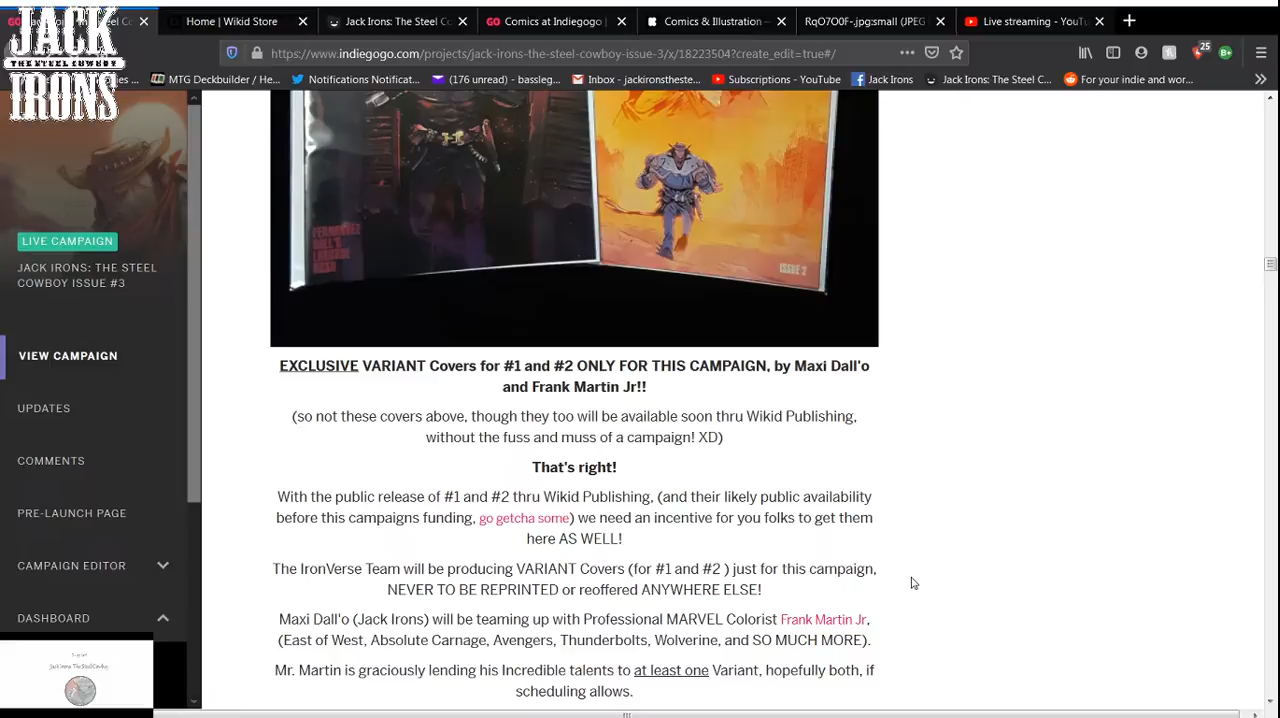 JACK
THE STEEL COWBOY
IRONS
GO
Home | Wikid Store
Jack Irons: The Steel Co
GO Comics at Indiegogo |
Comics & Illustration —
RqO7O0F-.jpg:small (JPEG
Live streaming - YouTu
https://www.indiegogo.com/projects/jack-irons-the-steel-cowboy-issue-3/x/18223504?create_edit=true#/
25
MTG Deckbuilder / He...
Notifications Notificat...
(176 unread) - bassleg...
Inbox - jackironstheste...
Subscriptions - YouTube
Jack Irons
Jack Irons: The Steel C...
For your indie and wor...
ISSUE 2
LIVE CAMPAIGN
JACK IRONS: THE STEEL
COWBOY ISSUE #3
VIEW CAMPAIGN
UPDATES
COMMENTS
PRE-LAUNCH PAGE
CAMPAIGN EDITOR
DASHBOARD
Jack Irons: The Steel Cowboy
EXCLUSIVE VARIANT Covers for #1 and #2 ONLY FOR THIS CAMPAIGN, by Maxi Dall'o
and Frank Martin Jr!!
(so not these covers above, though they too will be available soon thru Wikid Publishing,
without the fuss and muss of a campaign! XD)
That's right!
With the public release of #1 and #2 thru Wikid Publishing, (and their likely public availability
before this campaigns funding, go getcha some) we need an incentive for you folks to get them
here AS WELL!
The IronVerse Team will be producing VARIANT Covers (for #1 and #2 ) just for this campaign,
NEVER TO BE REPRINTED or reoffered ANYWHERE ELSE!
Maxi Dall'o (Jack Irons) will be teaming up with Professional MARVEL Colorist Frank Martin Jr,
(East of West, Absolute Carnage, Avengers, Thunderbolts, Wolverine, and SO MUCH MORE).
Mr. Martin is graciously lending his incredible talents to at least one Variant, hopefully both, if
scheduling allows.